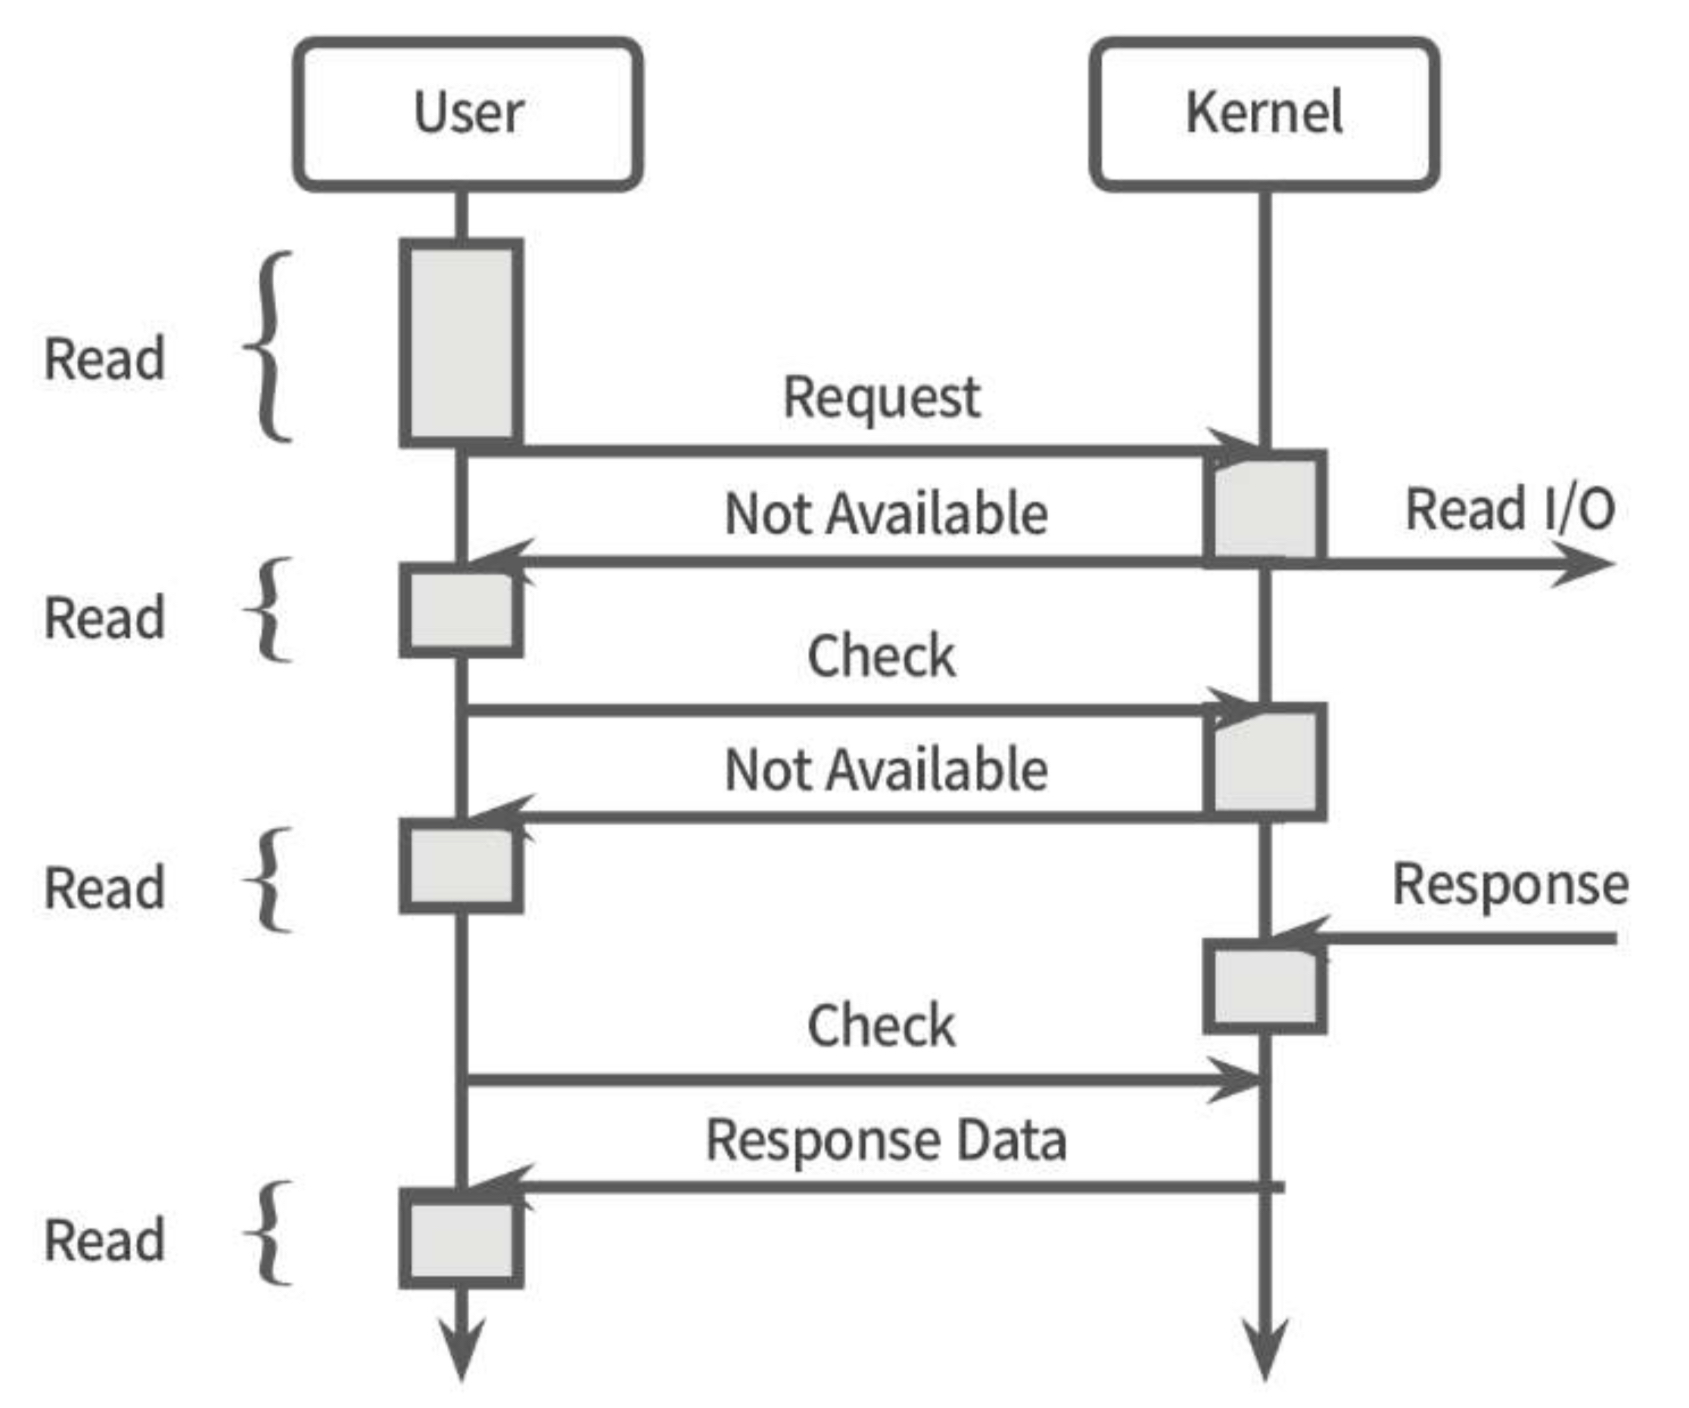 User
Kernel
Read
Request
Not Available
Read I/O
Read
Check
Not Available
Read
Response
Check
Response Data
Read